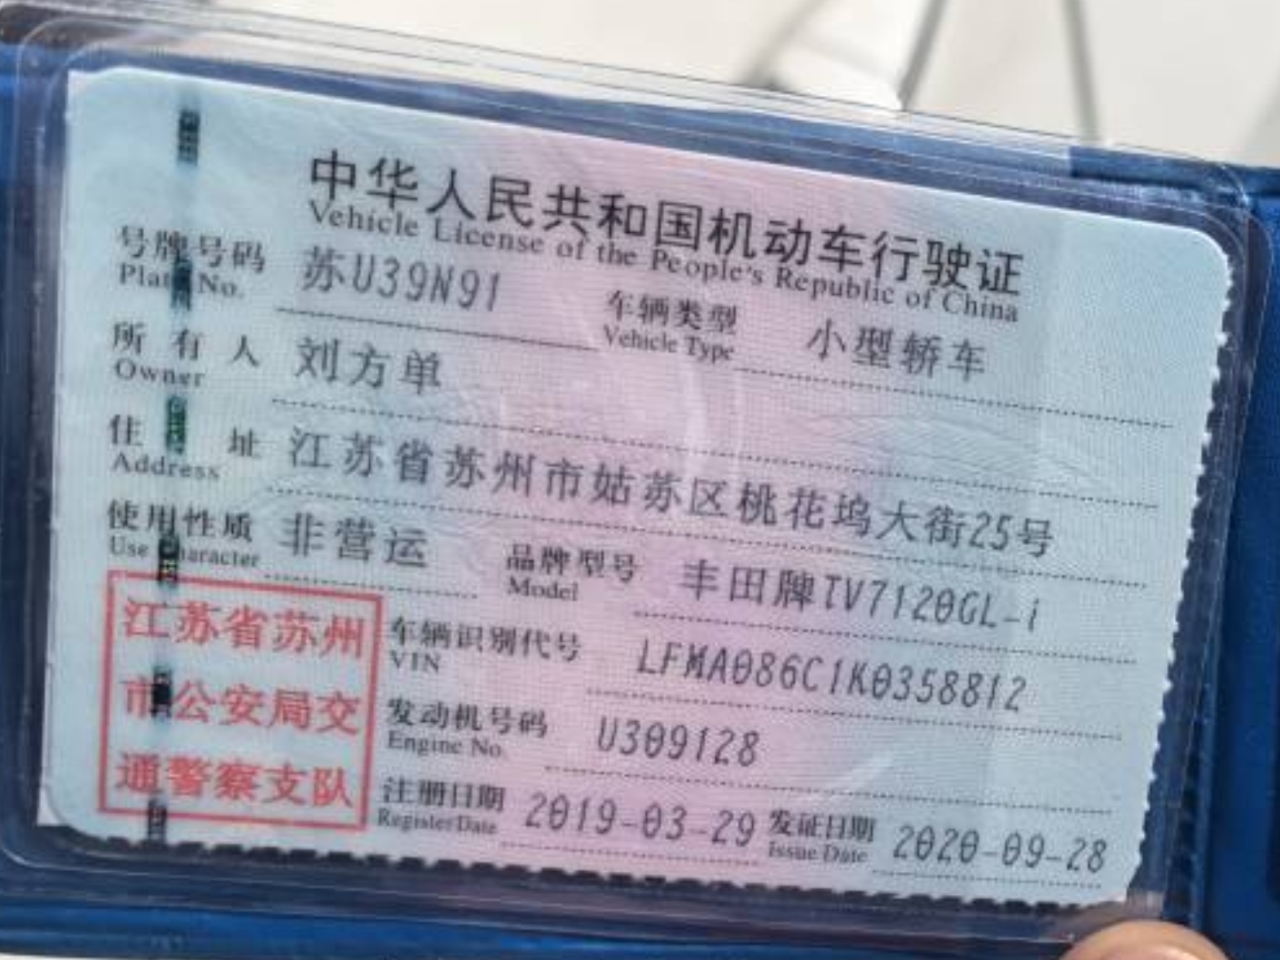 中华人民共和国机动车行驶证
Vehicle License of the People's Republic of China
号牌号码 苏U39N91 车辆类型 小型轿车
Plate No. Vehicle Type
所有人 刘方单
Owner
住址 江苏省苏州市姑苏区桃花坞大街25号
Address
使用性质 非营运 品牌型号 丰田牌TV7120GL-i
Use Character Model
江苏省苏州
市公安局交
通警察支队
车辆识别代号 LFMA086C1K0358812
VIN
发动机号码 U309128
Engine No.
注册日期 2019-03-29 发证日期 2020-09-28
Register Date Issue Date